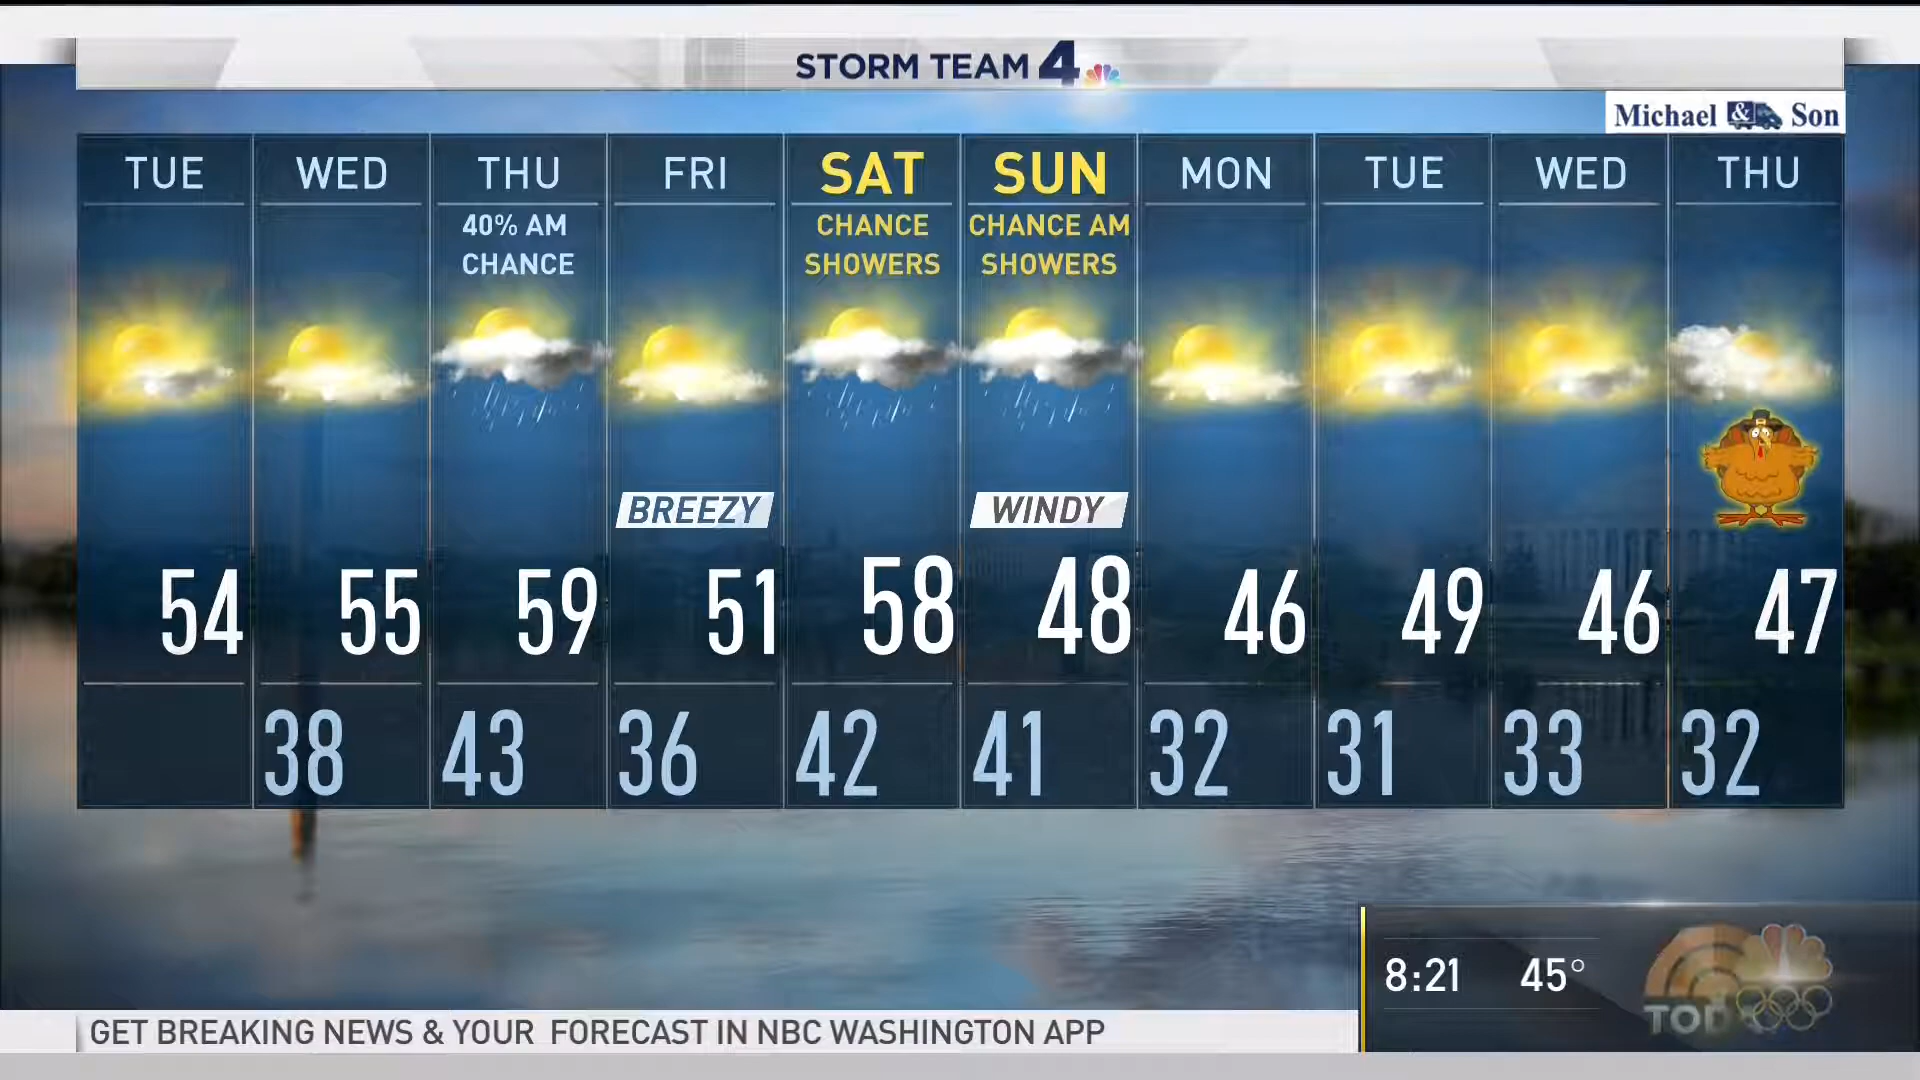 STORM TEAM 4
Michael & Son
TUE WED THU FRI SAT SUN MON TUE WED THU
40% AM CHANCE
CHANCE SHOWERS
CHANCE AM SHOWERS
BREEZY WINDY
54 55 59 51 58 48 46 49 46 47
38 43 36 42 41 32 31 33 32
8:21 45°
TOD
GET BREAKING NEWS & YOUR FORECAST IN NBC WASHINGTON APP